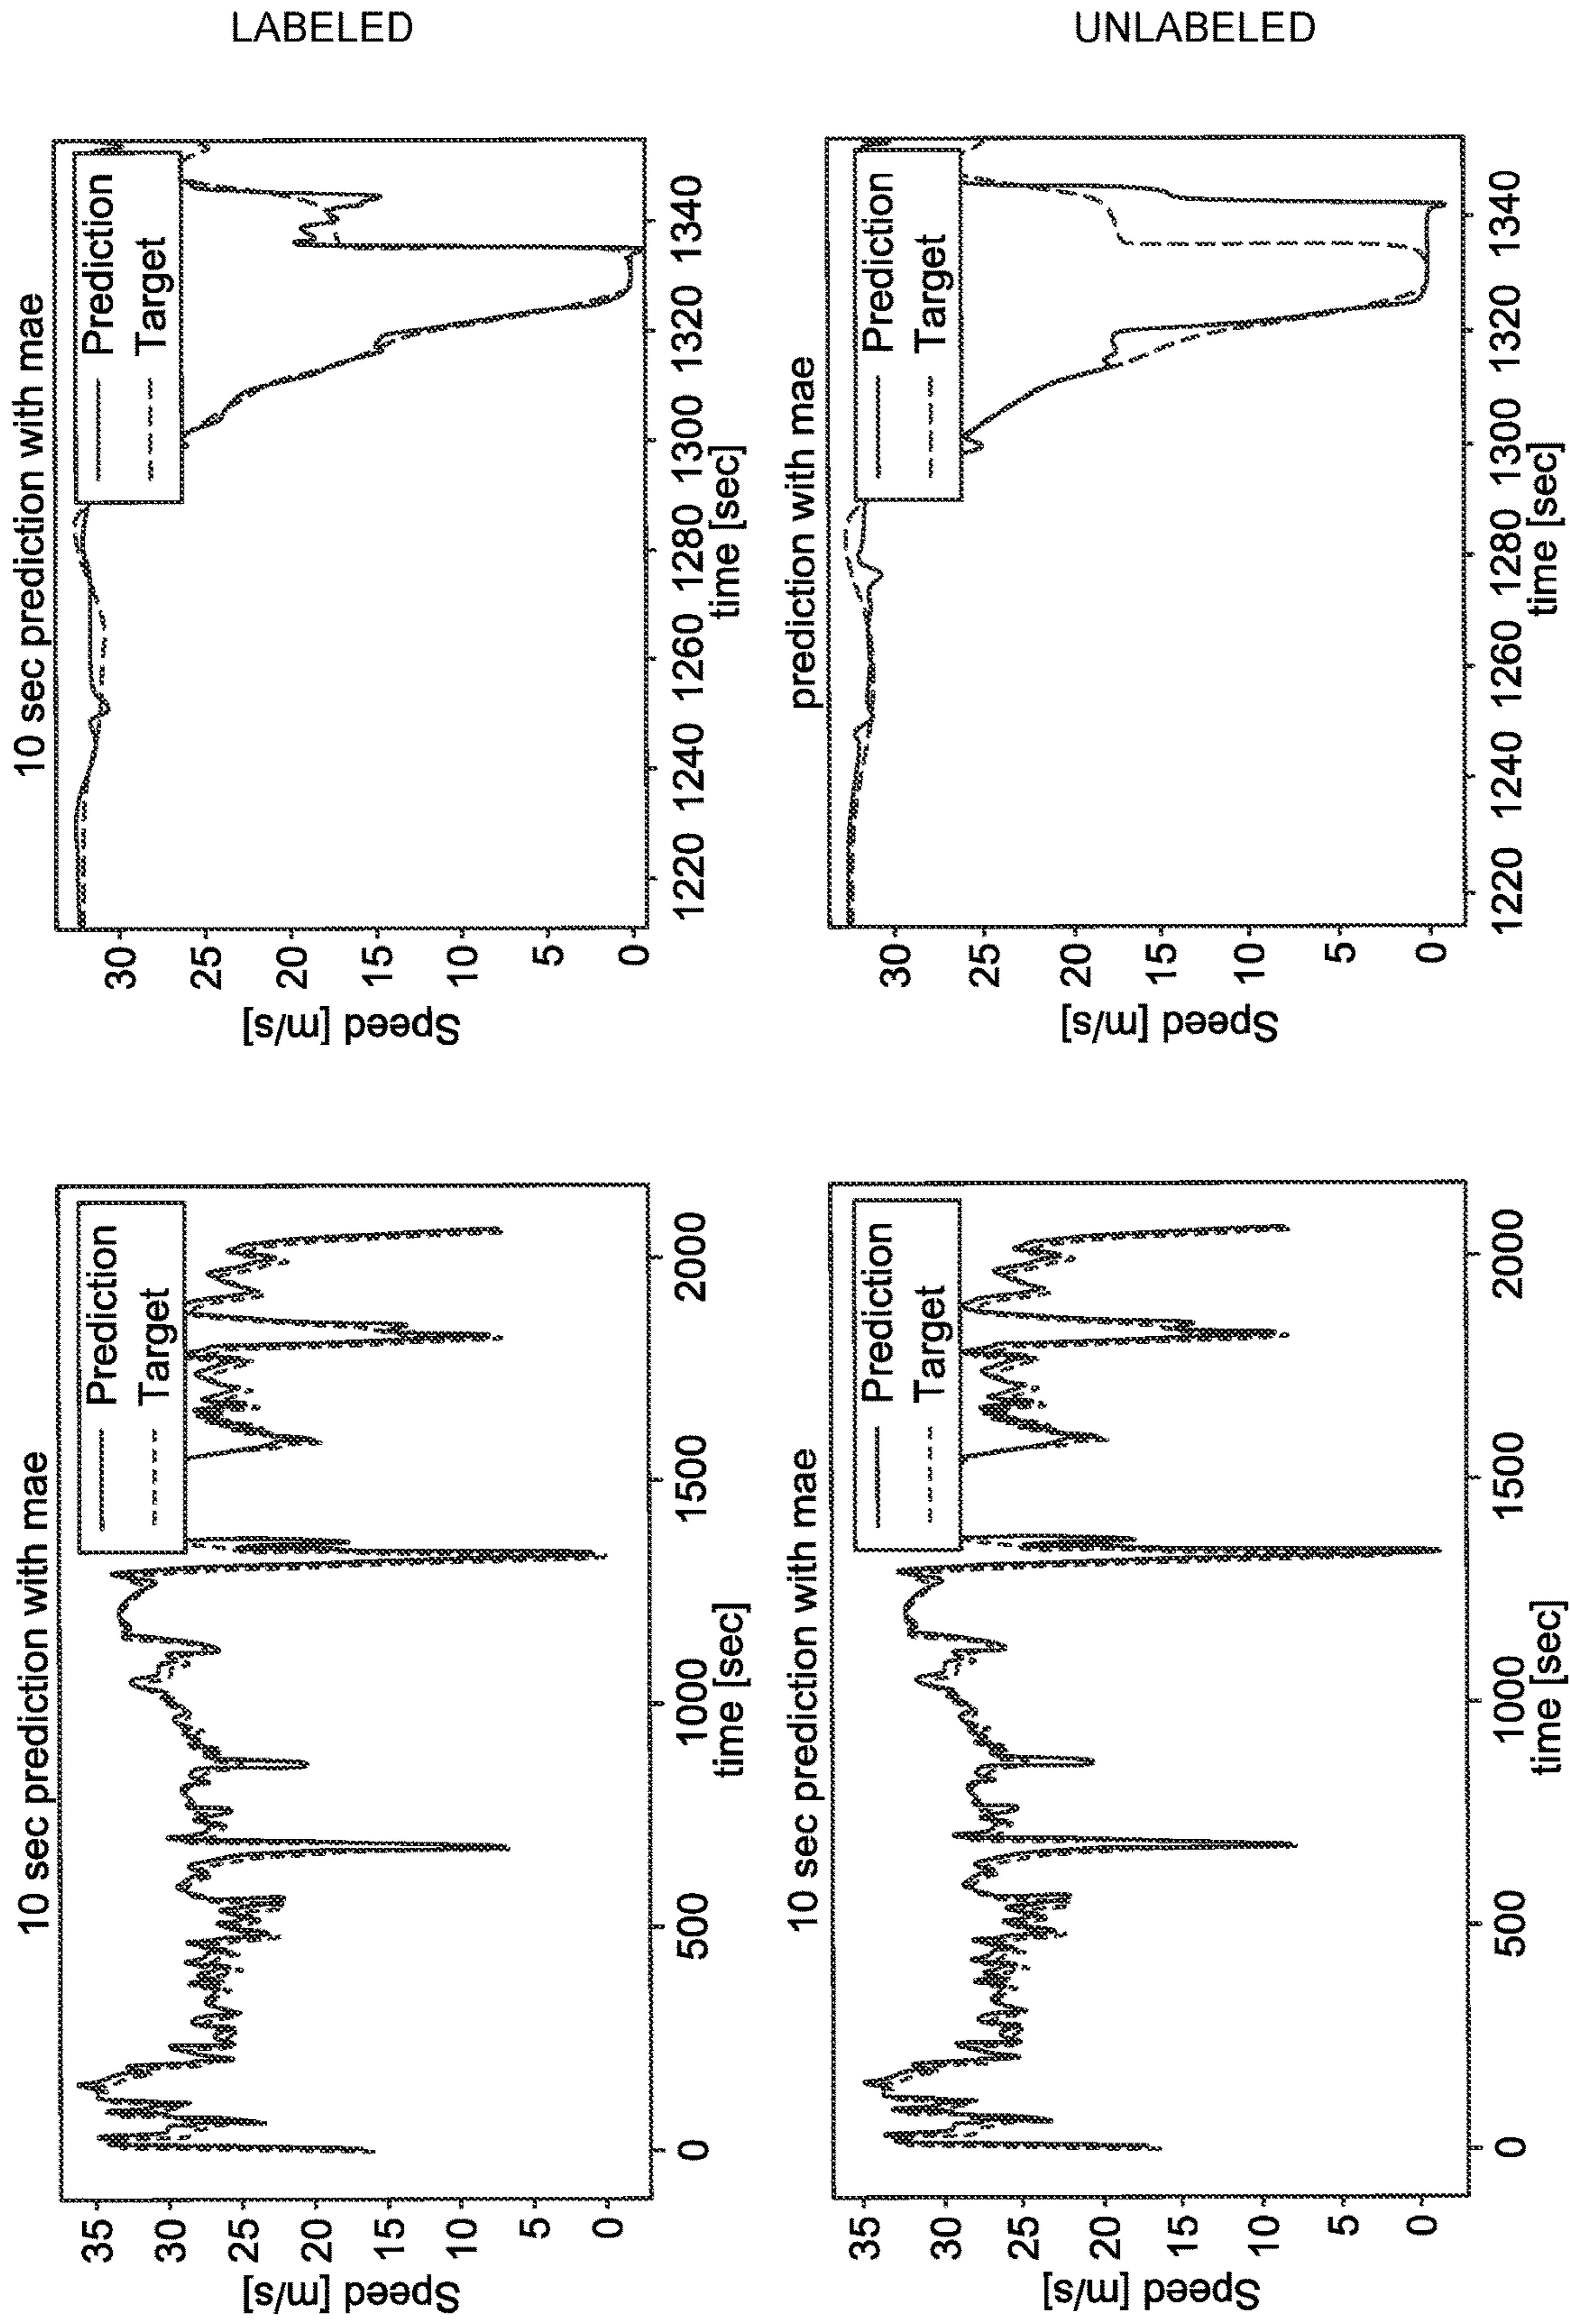 10 sec prediction with mae
Prediction
Target
35
30
25
20
15
10
5
0
Speed [m/s]
0 500 1000 1500 2000
time [sec]
10 sec prediction with mae
Prediction
Target
30
25
20
15
10
5
0
Speed [m/s]
1220 1240 1260 1280 1300 1320 1340
time [sec]
LABELED
10 sec prediction with mae
Prediction
Target
35
30
25
20
15
10
5
0
Speed [m/s]
0 500 1000 1500 2000
time [sec]
prediction with mae
Prediction
Target
30
25
20
15
10
5
0
Speed [m/s]
1220 1240 1260 1280 1300 1320 1340
time [sec]
UNLABELED